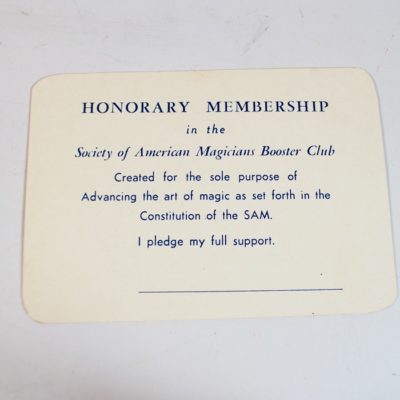 HONORARY MEMBERSHIP
in the
Society of American Magicians Booster Club
Created for the sole purpose of
Advancing the art of magic as set forth in the
Constitution of the SAM.
I pledge my full support.